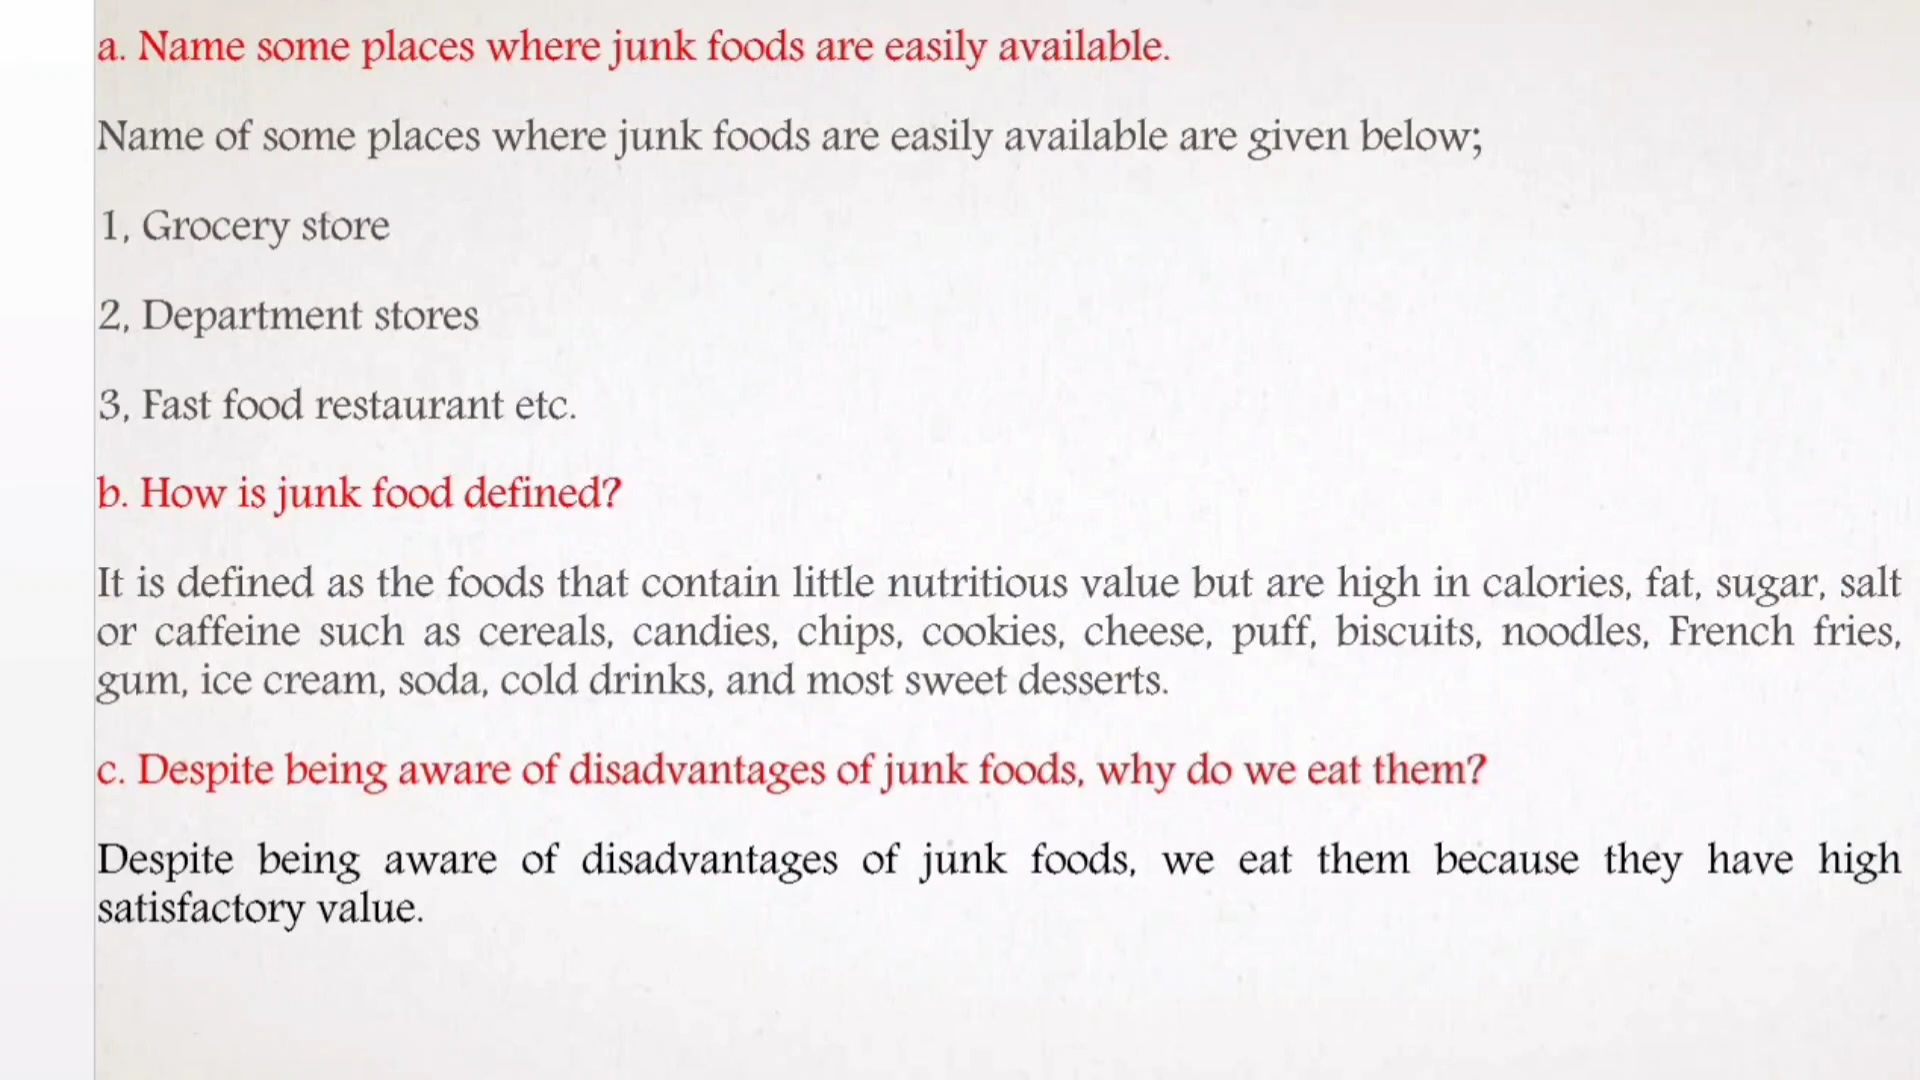 a. Name some places where junk foods are easily available.
Name of some places where junk foods are easily available are given below;
1, Grocery store
2, Department stores
3, Fast food restaurant etc.
b. How is junk food defined?
It is defined as the foods that contain little nutritious value but are high in calories, fat, sugar, salt
or caffeine such as cereals, candies, chips, cookies, cheese, puff, biscuits, noodles, French fries,
gum, ice cream, soda, cold drinks, and most sweet desserts.
c. Despite being aware of disadvantages of junk foods, why do we eat them?
Despite being aware of disadvantages of junk foods, we eat them because they have high
satisfactory value.